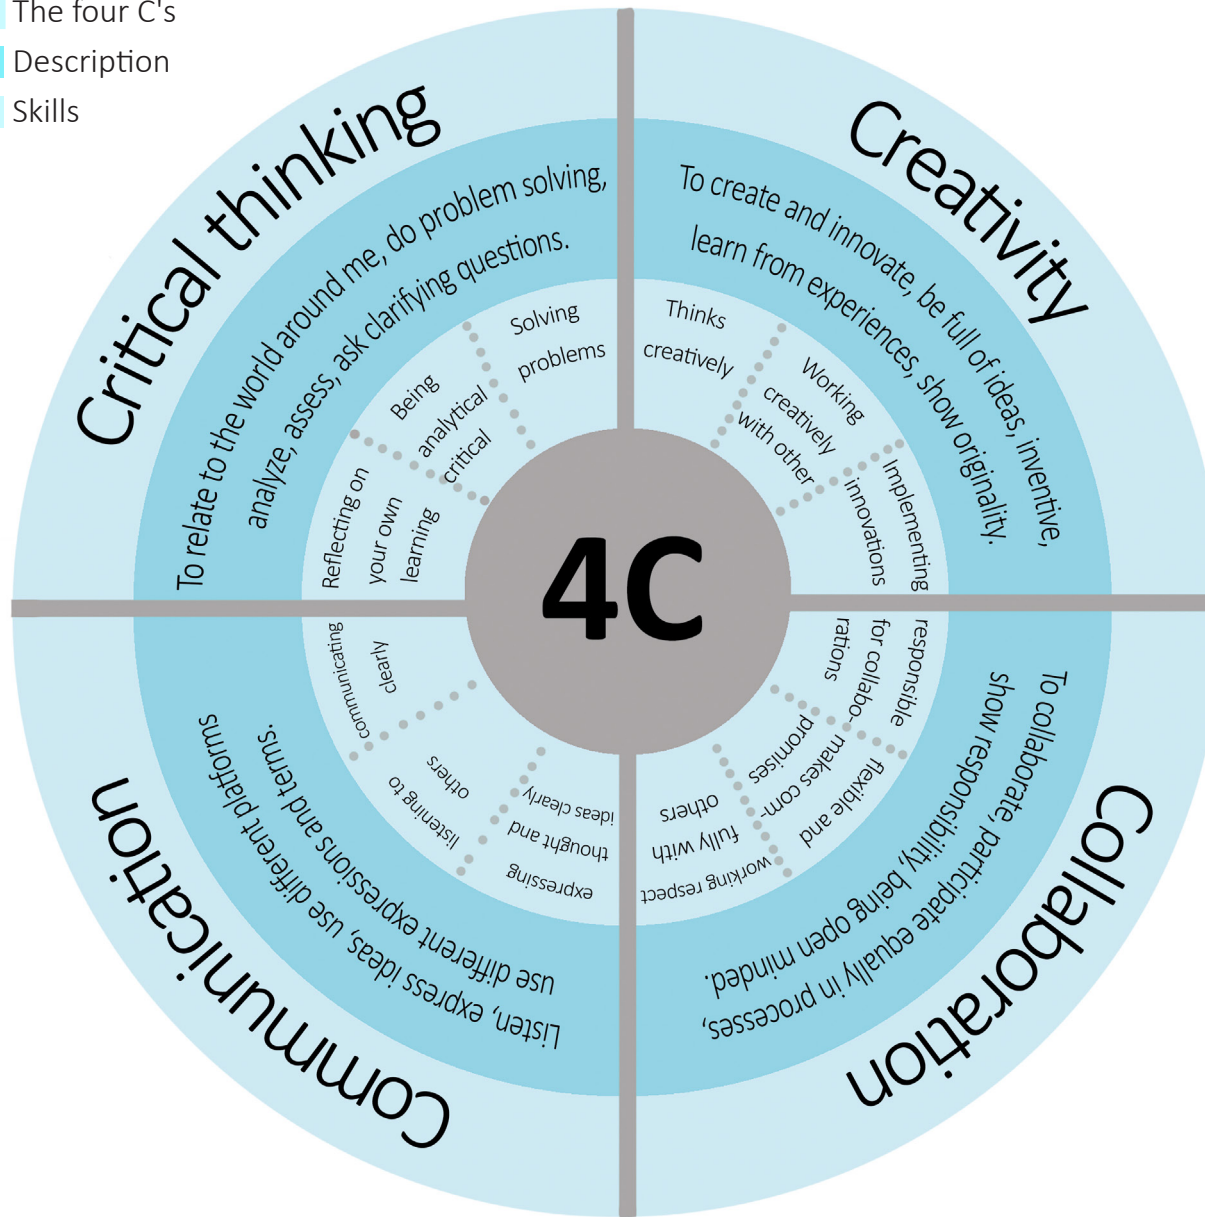 The four C's
Description
Skills
Critical thinking
To relate to the world around me, do problem solving,
analyze, assess, ask clarifying questions.
Reflecting on
your own
learning
Being
analytical
critical
Solving
problems
Creativity
To create and innovate, be full of ideas, inventive,
learn from experiences, show originality.
Thinks
creatively
Working
creatively
with other
Implementing
innovations
4C
Collaboration
To collaborate, participate equally in processes,
show responsibility, being open minded.
responsible
for collabo-
rations
flexible and
makes com-
promises
working respect
fully with
others
Communication
Listen, express ideas, use different platforms
use different expressions and terms.
expressing
thought and
ideas clearly
listening to
others
communicating
clearly